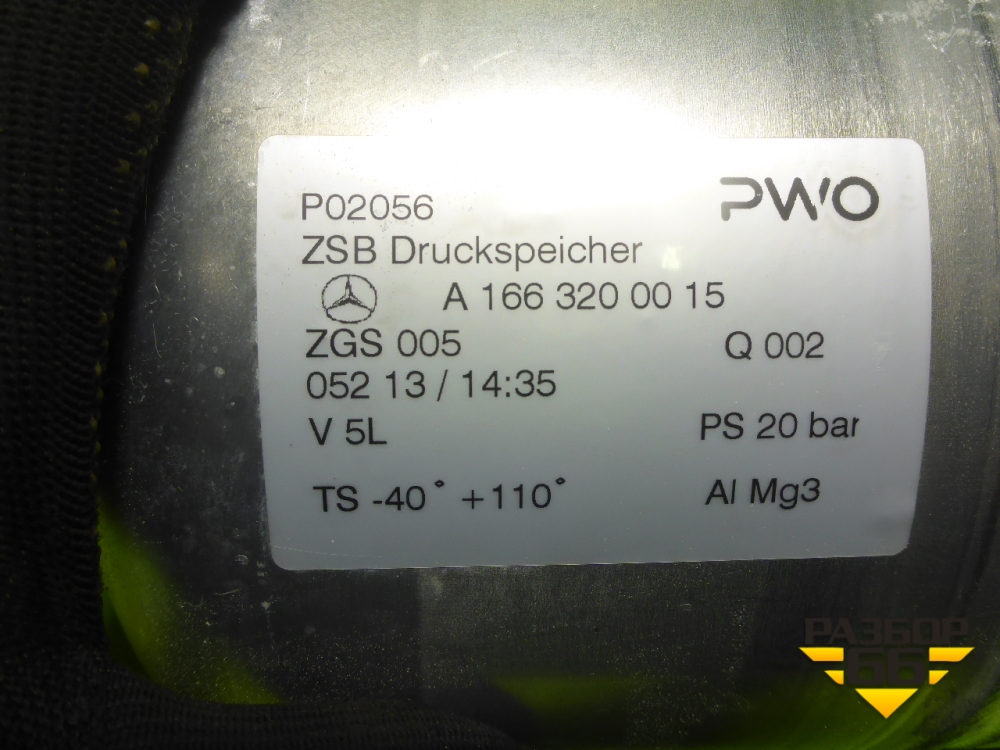 P02056
PWO
ZSB Druckspeicher
A 166 320 00 15
ZGS 005
Q 002
052 13 / 14:35
V 5L
PS 20 bar
TS -40° +110°
Al Mg3
РАЗБОР
66